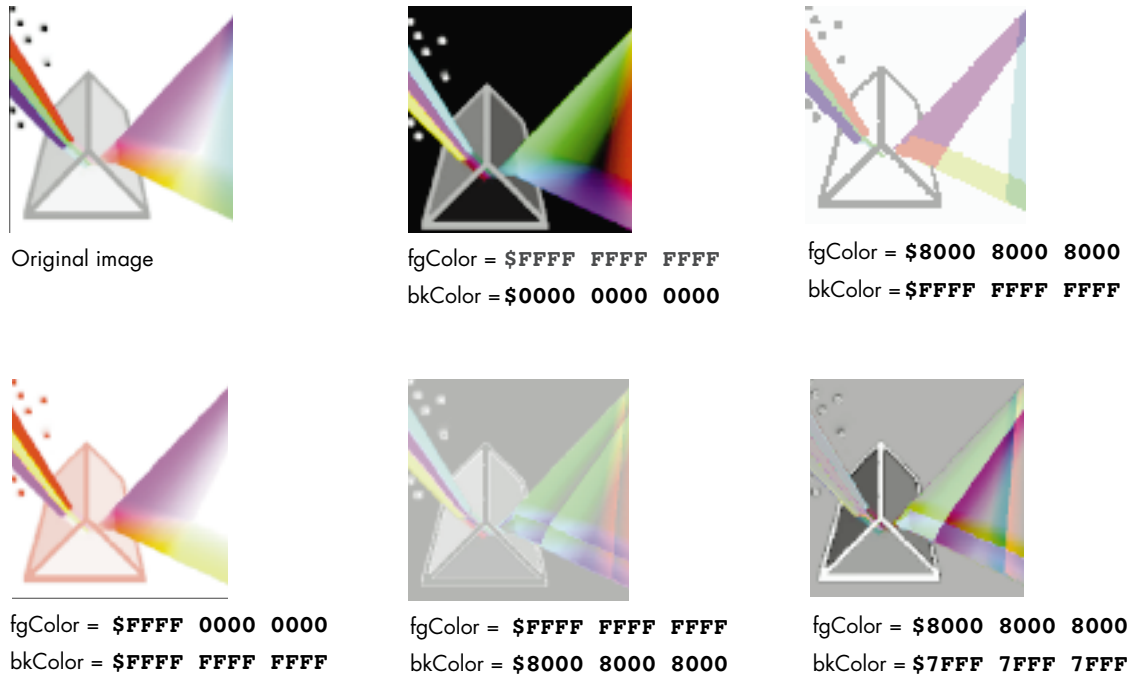 Original image
fgColor = $FFFF FFFF FFFF
bkColor = $0000 0000 0000
fgColor = $8000 8000 8000
bkColor = $FFFF FFFF FFFF
fgColor = $FFFF 0000 0000
bkColor = $FFFF FFFF FFFF
fgColor = $FFFF FFFF FFFF
bkColor = $8000 8000 8000
fgColor = $8000 8000 8000
bkColor = $7FFF 7FFF 7FFF